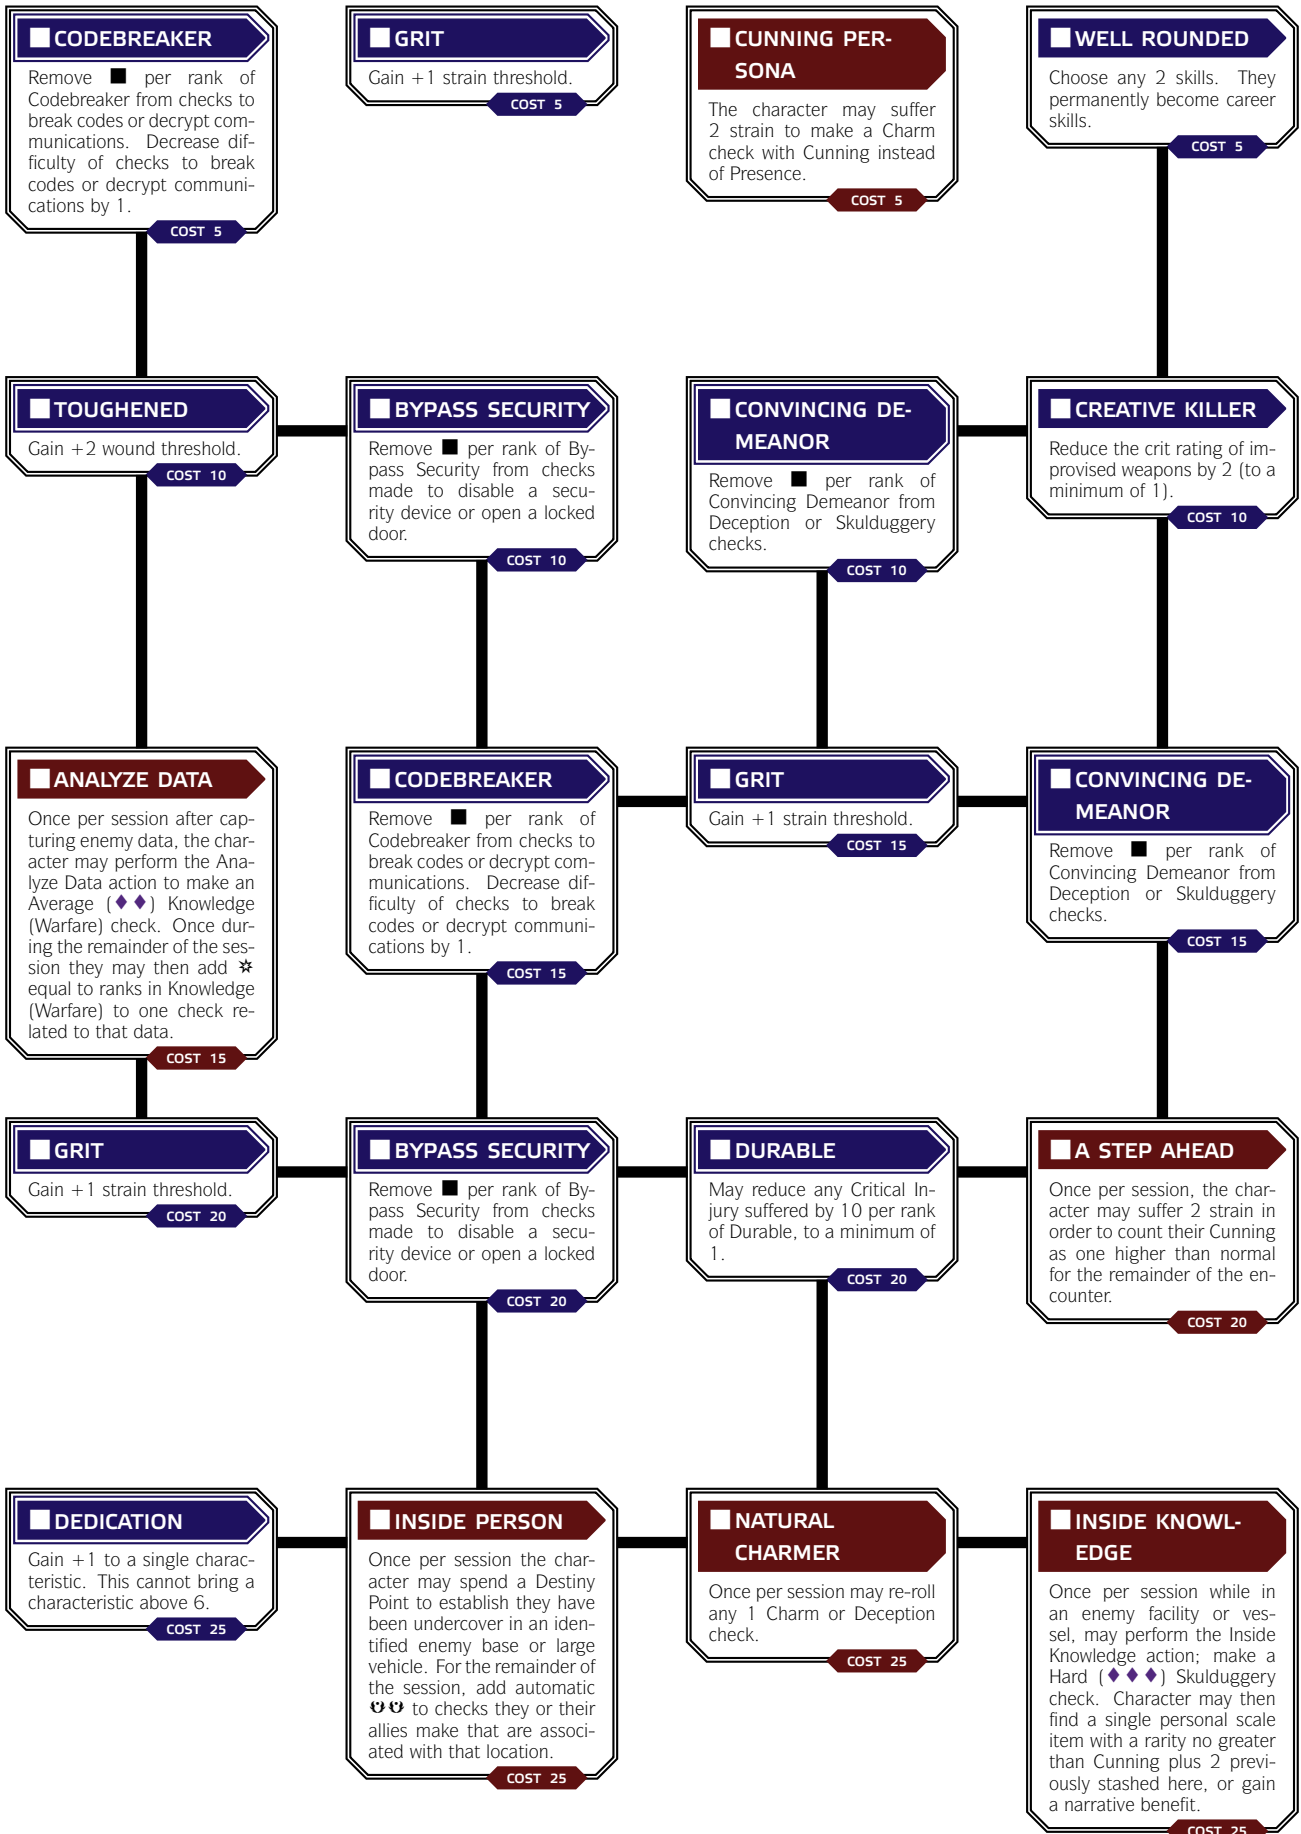 CODEBREAKER
Remove ■ per rank of
Codebreaker from checks to
break codes or decrypt com-
munications. Decrease dif-
ficulty of checks to break
codes or decrypt communi-
cations by 1.
COST 5
GRIT
Gain +1 strain threshold.
COST 5
CUNNING PER-
SONA
The character may suffer
2 strain to make a Charm
check with Cunning instead
of Presence.
COST 5
WELL ROUNDED
Choose any 2 skills. They
permanently become career
skills.
COST 5
TOUGHENED
Gain +2 wound threshold.
COST 10
BYPASS SECURITY
Remove ■ per rank of By-
pass Security from checks
made to disable a secu-
rity device or open a locked
door.
COST 10
CONVINCING DE-
MEANOR
Remove ■ per rank of
Convincing Demeanor from
Deception or Skulduggery
checks.
COST 10
CREATIVE KILLER
Reduce the crit rating of im-
provised weapons by 2 (to a
minimum of 1).
COST 10
ANALYZE DATA
Once per session after cap-
turing enemy data, the char-
acter may perform the Ana-
lyze Data action to make an
Average (♦♦) Knowledge
(Warfare) check. Once dur-
ing the remainder of the ses-
sion they may then add
equal to ranks in Knowledge
(Warfare) to one check re-
lated to that data.
COST 15
CODEBREAKER
Remove ■ per rank of
Codebreaker from checks to
break codes or decrypt com-
munications. Decrease dif-
ficulty of checks to break
codes or decrypt communi-
cations by 1.
COST 15
GRIT
Gain +1 strain threshold.
COST 15
CONVINCING DE-
MEANOR
Remove ■ per rank of
Convincing Demeanor from
Deception or Skulduggery
checks.
COST 15
GRIT
Gain +1 strain threshold.
COST 20
BYPASS SECURITY
Remove ■ per rank of By-
pass Security from checks
made to disable a secu-
rity device or open a locked
door.
COST 20
DURABLE
May reduce any Critical In-
jury suffered by 10 per rank
of Durable, to a minimum of
1.
COST 20
A STEP AHEAD
Once per session, the char-
acter may suffer 2 strain in
order to count their Cunning
as one higher than normal
for the remainder of the en-
counter.
COST 20
DEDICATION
Gain +1 to a single charac-
teristic. This cannot bring a
characteristic above 6.
COST 25
INSIDE PERSON
Once per session the char-
acter may spend a Destiny
Point to establish they have
been undercover in an iden-
tified enemy base or large
vehicle. For the remainder of
the session, add automatic
to checks they or their
allies make that are associ-
ated with that location.
COST 25
NATURAL
CHARMER
Once per session may re-roll
any 1 Charm or Deception
check.
COST 25
INSIDE KNOWL-
EDGE
Once per session while in
an enemy facility or ves-
sel, may perform the Inside
Knowledge action; make a
Hard (♦♦♦) Skulduggery
check. Character may then
find a single personal scale
item with a rarity no greater
than Cunning plus 2 previ-
ously stashed here, or gain
a narrative benefit.
COST 25